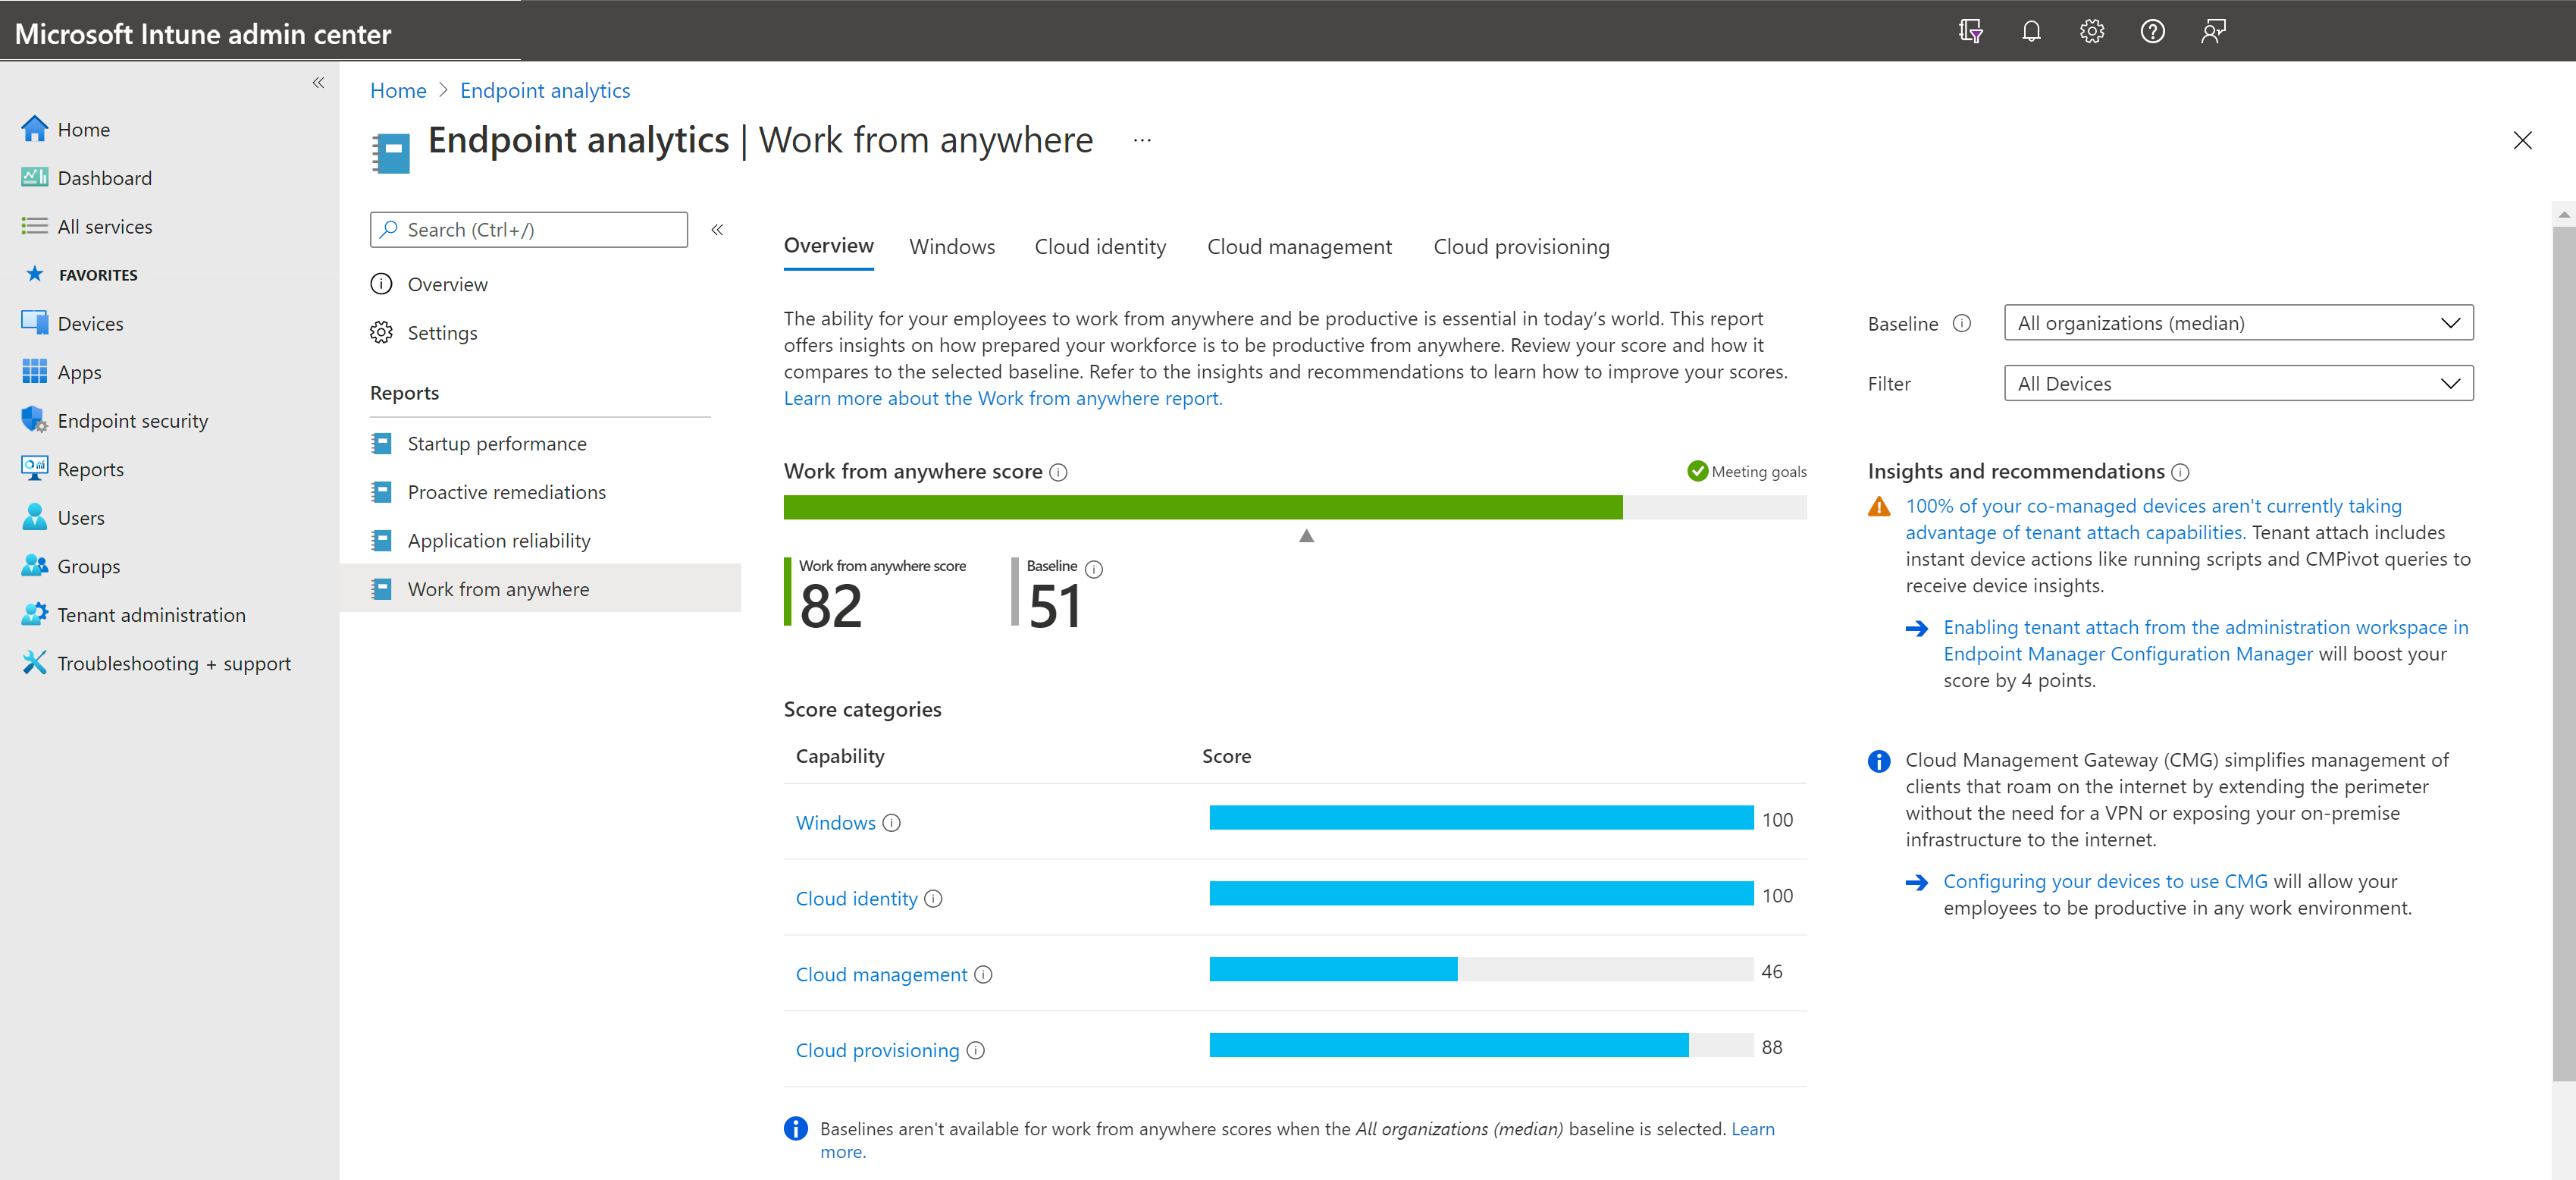 Microsoft Intune admin center
Home
Dashboard
All services
FAVORITES
Devices
Apps
Endpoint security
Reports
Users
Groups
Tenant administration
Troubleshooting + support
Home > Endpoint analytics
Endpoint analytics | Work from anywhere ...
Search (Ctrl+/)
Overview
Settings
Reports
Startup performance
Proactive remediations
Application reliability
Work from anywhere
Overview Windows Cloud identity Cloud management Cloud provisioning
The ability for your employees to work from anywhere and be productive is essential in today’s world. This report
offers insights on how prepared your workforce is to be productive from anywhere. Review your score and how it
compares to the selected baseline. Refer to the insights and recommendations to learn how to improve your scores.
Learn more about the Work from anywhere report.
Work from anywhere score
Meeting goals
Work from anywhere score
82
Baseline
51
Score categories
Capability Score
Windows 100
Cloud identity 100
Cloud management 46
Cloud provisioning 88
Baselines aren't available for work from anywhere scores when the All organizations (median) baseline is selected. Learn
more.
Baseline All organizations (median)
Filter All Devices
Insights and recommendations
100% of your co-managed devices aren't currently taking
advantage of tenant attach capabilities. Tenant attach includes
instant device actions like running scripts and CMPivot queries to
receive device insights.
Enabling tenant attach from the administration workspace in
Endpoint Manager Configuration Manager will boost your
score by 4 points.
Cloud Management Gateway (CMG) simplifies management of
clients that roam on the internet by extending the perimeter
without the need for a VPN or exposing your on-premise
infrastructure to the internet.
Configuring your devices to use CMG will allow your
employees to be productive in any work environment.